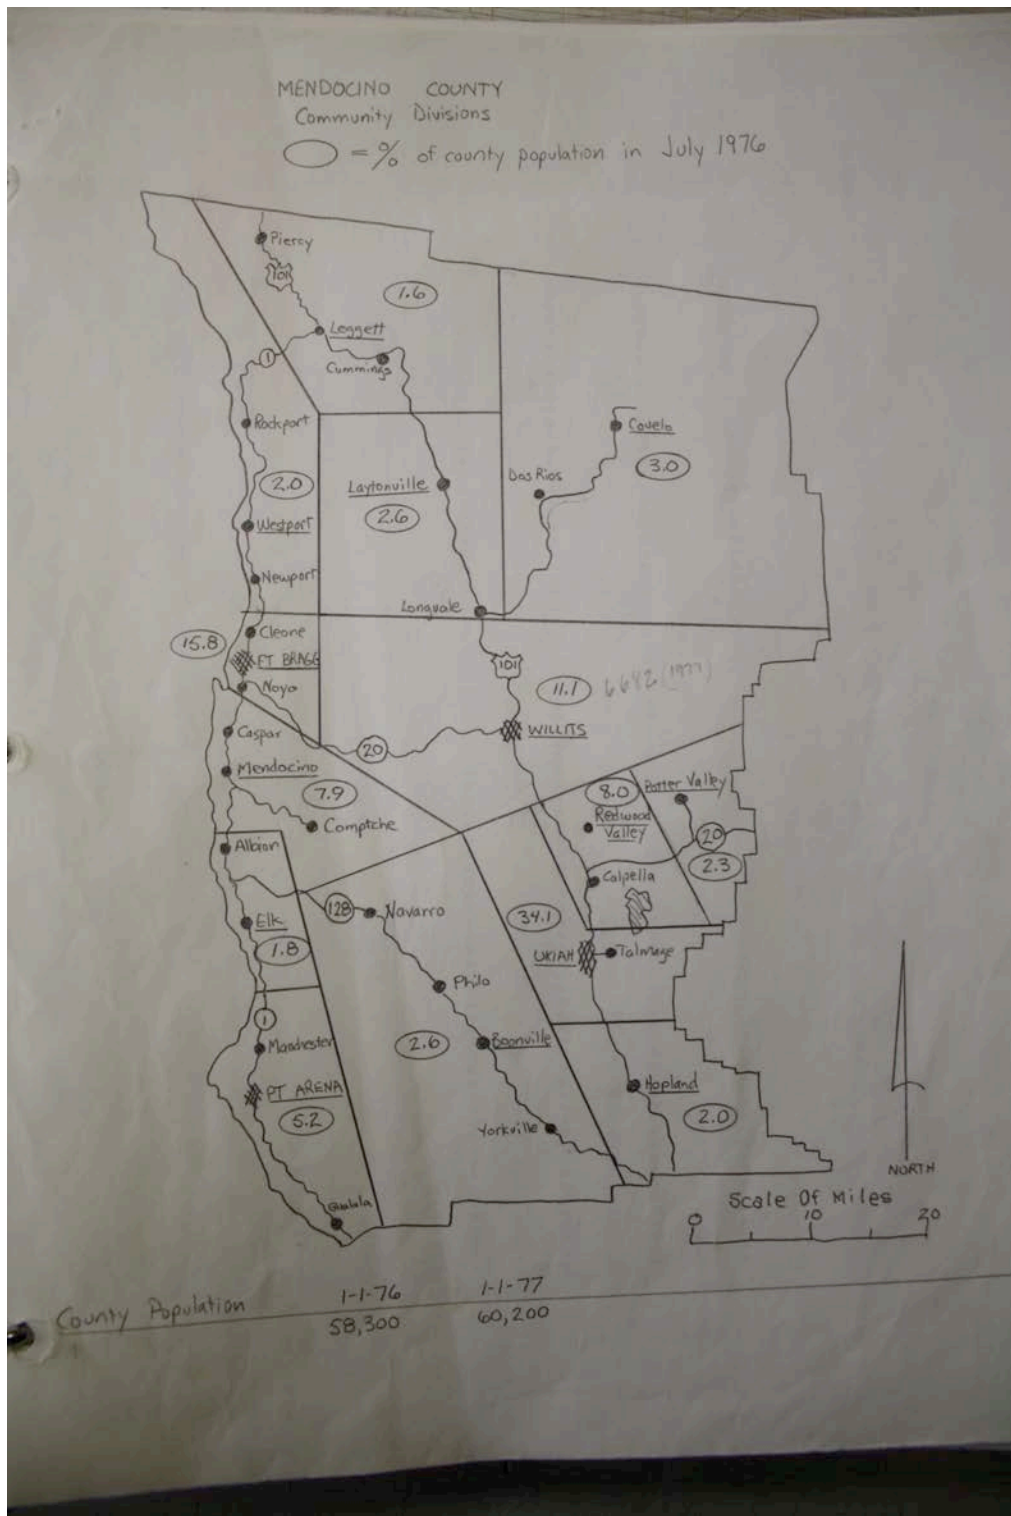 MENDOCINO COUNTY
Community Divisions
= % of county population in July 1976
Piercy
101
1.6
Leggett
1
Cummings
Rockport
Covelo
2.0
Laytonville
Dos Rios
3.0
2.6
Westport
Newport
Longvale
Cleone
15.8
FT BRAGG
101
Noyo
11.1
6642 (1977)
Caspar
WILLITS
20
Mendocino
7.9
8.0
Potter Valley
Comptche
Redwood
Valley
20
Albion
2.3
Calpella
128
Navarro
34.1
Elk
1.8
UKIAH
Talmage
Philo
1
Manchester
2.6
Boonville
PT ARENA
Hopland
5.2
2.0
Yorkville
NORTH
Gualala
Scale Of Miles
0 10 20
1-1-76 1-1-77
County Population
58,300 60,200